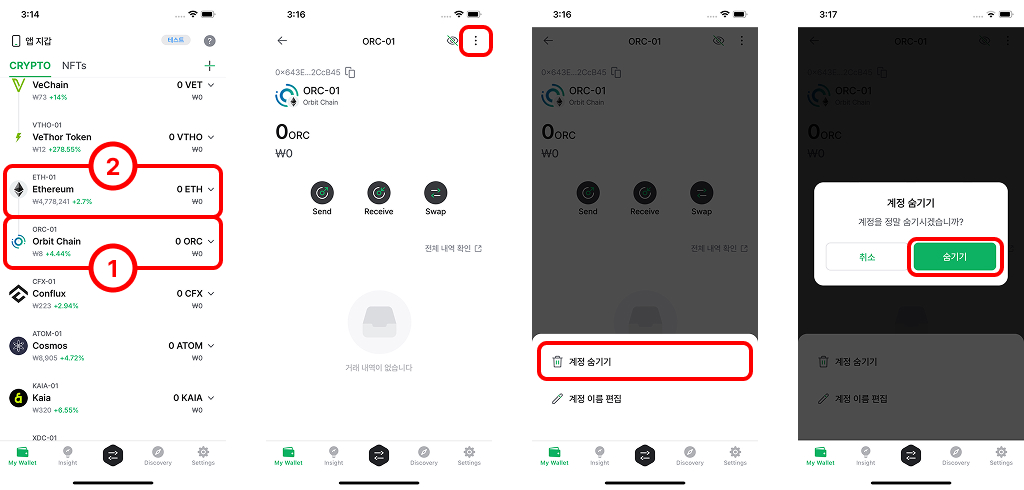 3:14
앱 지갑
테스트
?
CRYPTO NFTs
VeChain 0 VET
₩73 +14% ₩0
VTHO-01
VeThor Token 0 VTHO
₩12 +278.55% ₩0
2
ETH-01
Ethereum 0 ETH
₩4,778,241 +2.7% ₩0
ORC-01
Orbit Chain 0 ORC
₩8 +4.44% ₩0
1
CFX-01
Conflux 0 CFX
₩223 +2.94% ₩0
ATOM-01
Cosmos 0 ATOM
₩8,905 +4.72% ₩0
KAIA-01
Kaia 0 KAIA
₩320 +6.55% ₩0
XDC-01
My Wallet Insight Discovery Settings
3:16
ORC-01
0x643E...2CcB45
ORC-01
Orbit Chain
0 ORC
₩0
Send Receive Swap
전체 내역 확인
거래 내역이 없습니다
My Wallet Insight Discovery Settings
3:16
ORC-01
0x643E...2CcB45
ORC-01
Orbit Chain
0 ORC
₩0
Send Receive Swap
전체 내역 확인
계정 숨기기
계정 이름 편집
My Wallet Insight Discovery Settings
3:17
ORC-01
0x643E...2CcB45
ORC-01
Orbit Chain
0 ORC
₩0
계정 숨기기
계정을 정말 숨기시겠습니까?
취소 숨기기
계정 숨기기
계정 이름 편집
My Wallet Insight Discovery Settings